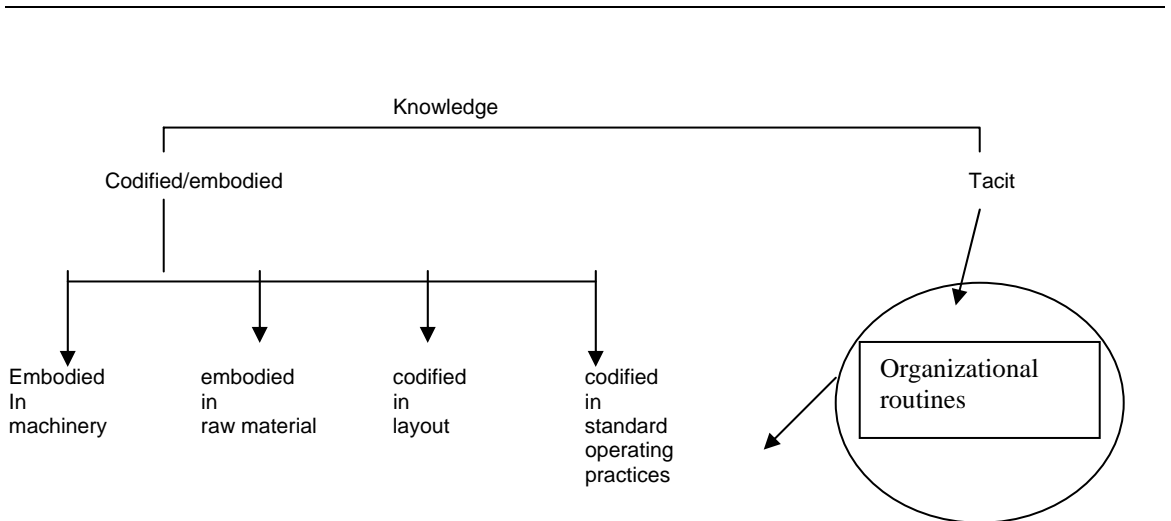 Knowledge
Codified/embodied
Tacit
Embodied
In
machinery
embodied
in
raw material
codified
in
layout
codified
in
standard
operating
practices
Organizational
routines